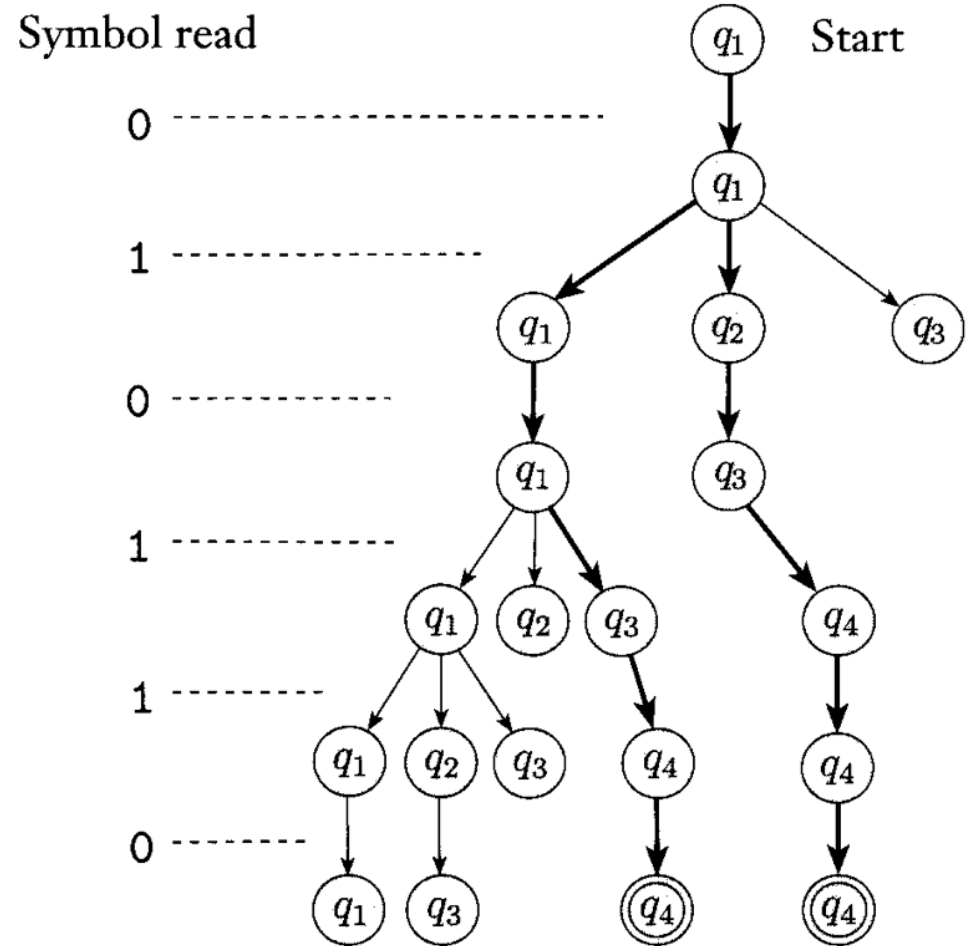 Symbol read q₁ Start
0
q₁
1
q₁ q₂ q₃
0
q₁ q₃
1
q₁ q₂ q₃ q₄
1
q₁ q₂ q₃ q₄ q₄
0
q₁ q₃ q₄ q₄